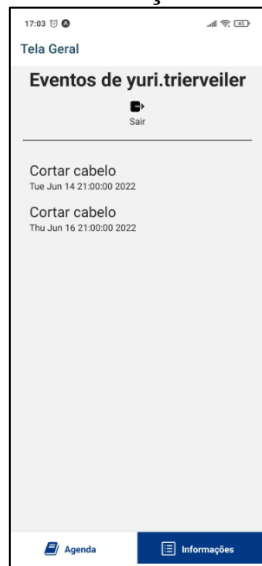 17:03
Tela Geral
Eventos de yuri.trierveiler
Sair
Cortar cabelo
Tue Jun 14 21:00:00 2022
Cortar cabelo
Thu Jun 16 21:00:00 2022
Agenda
Informações